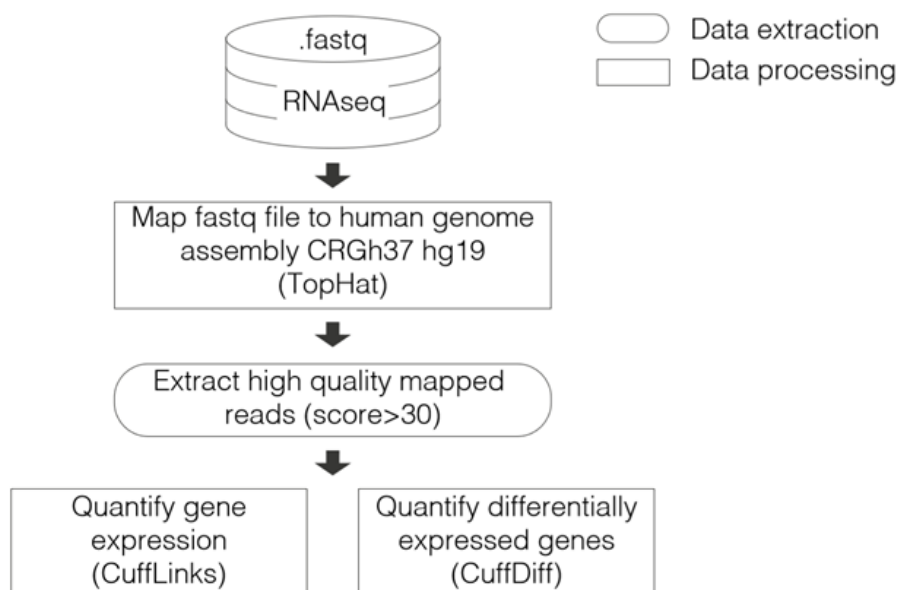 .fastq
RNAseq
Data extraction
Data processing
Map fastq file to human genome
assembly CRGh37 hg19
(TopHat)
Extract high quality mapped
reads (score>30)
Quantify gene
expression
(CuffLinks)
Quantify differentially
expressed genes
(CuffDiff)